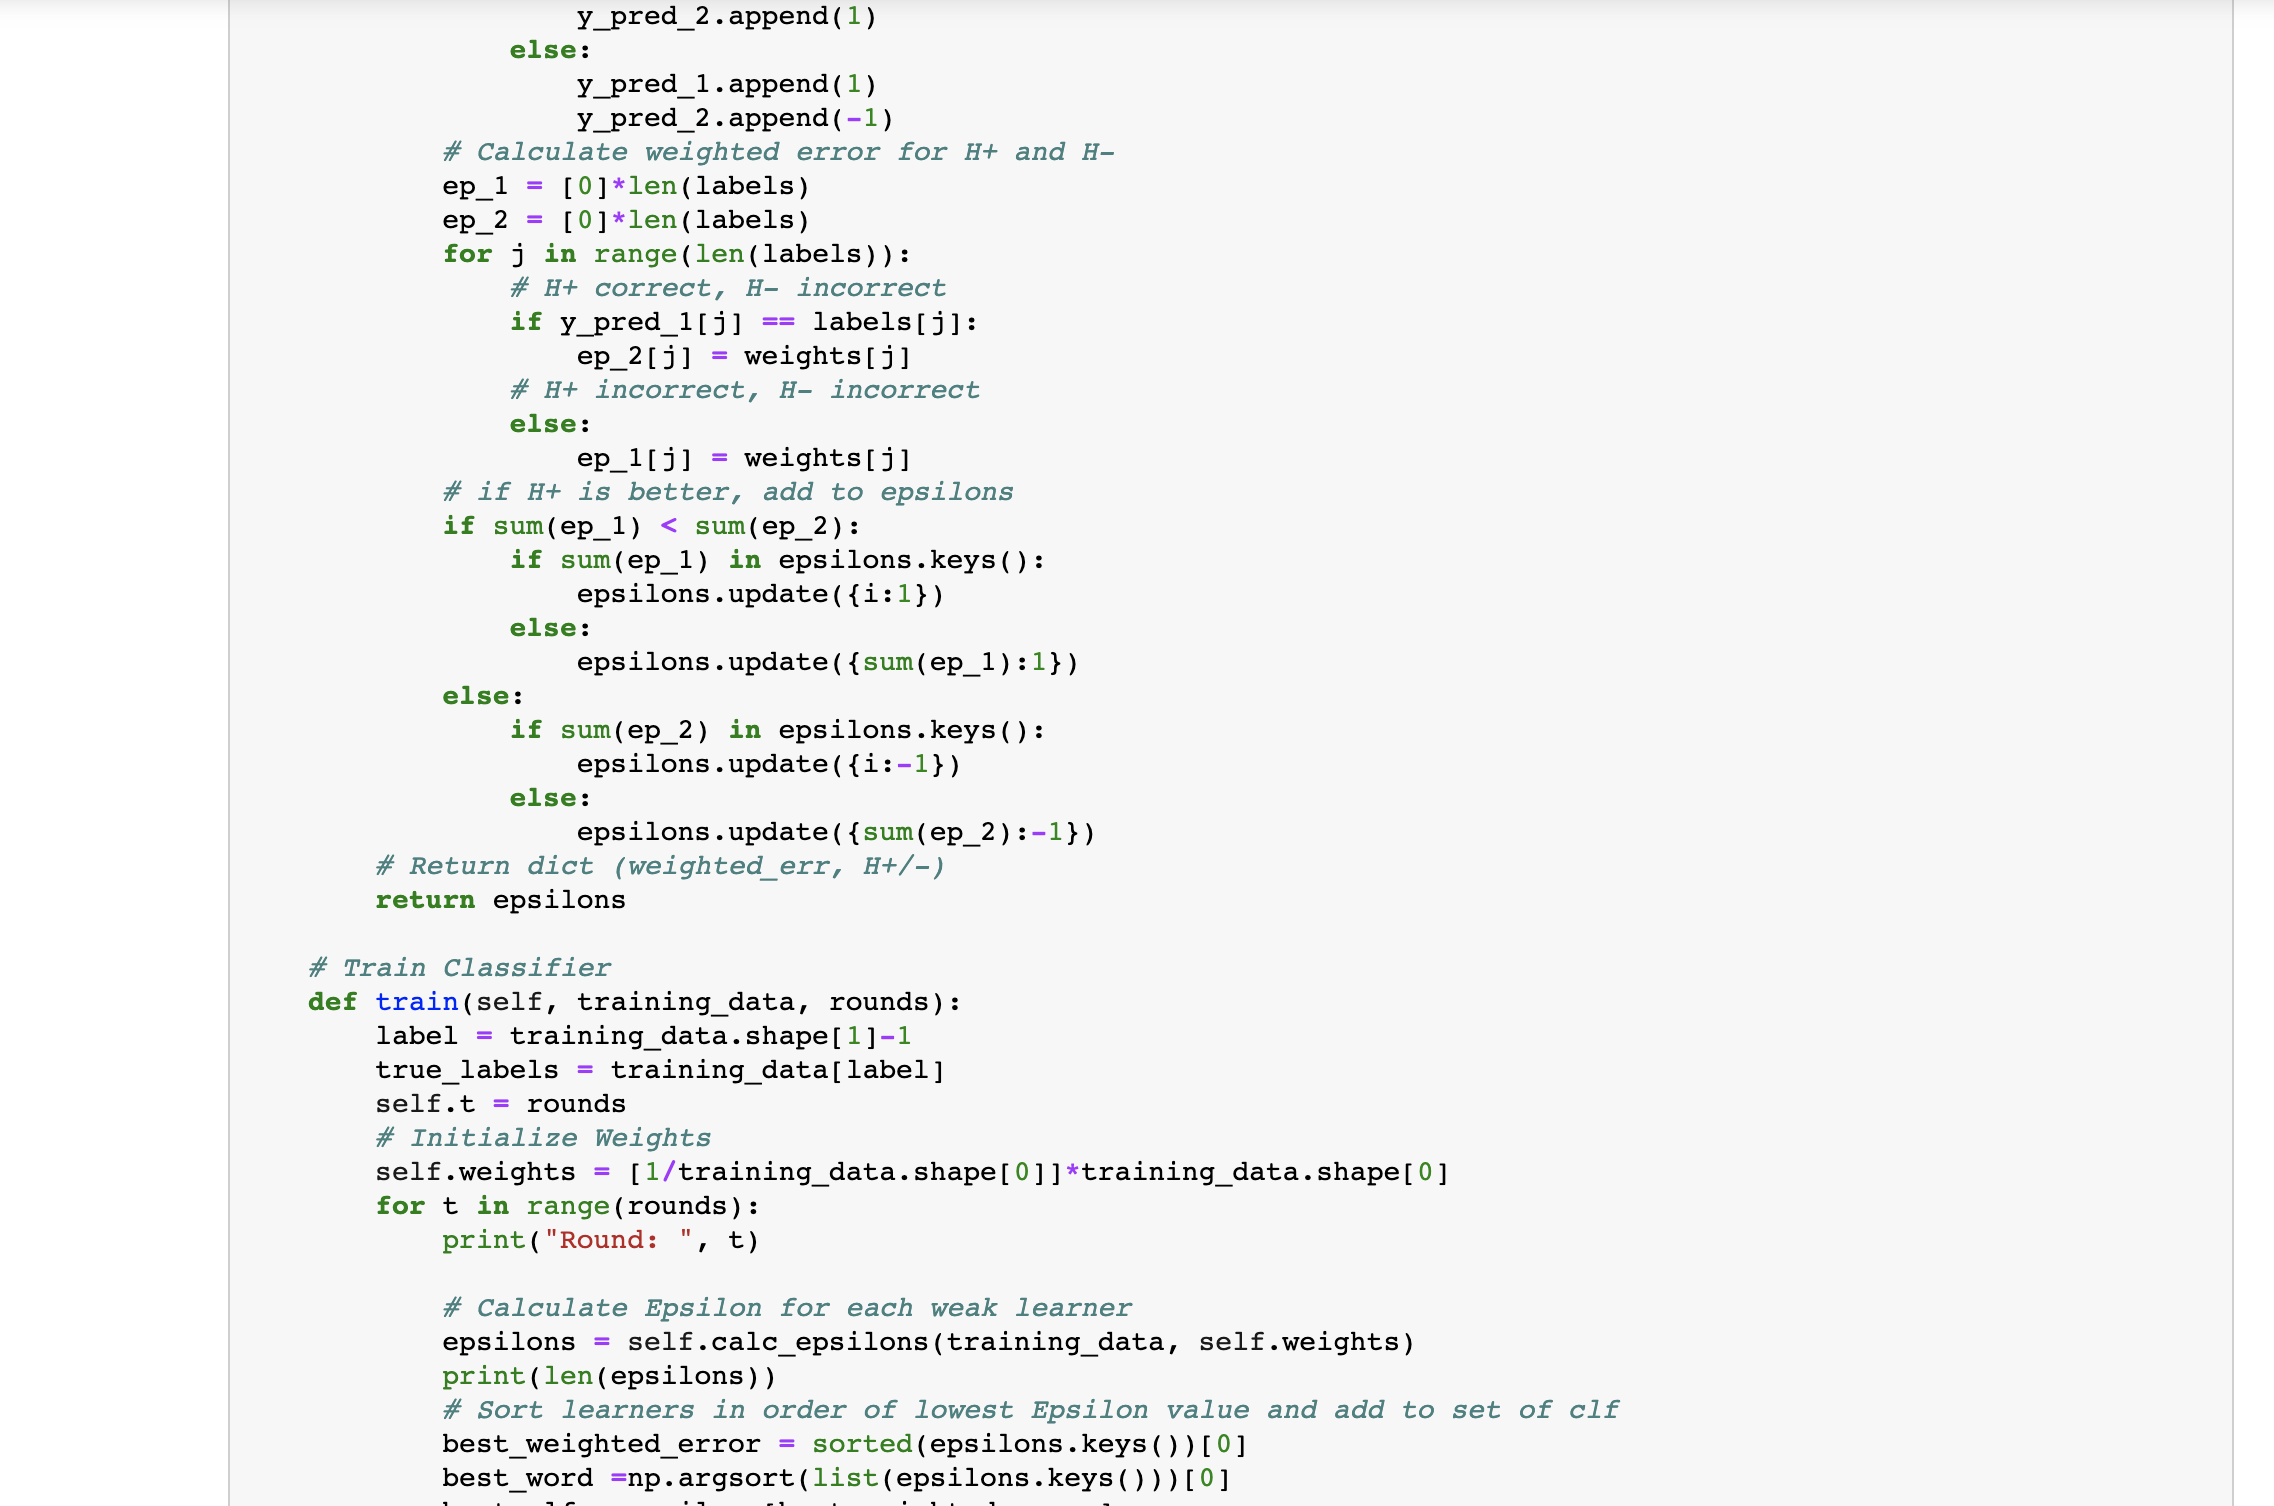 y_pred_2.append(1)
            else:
                y_pred_1.append(1)
                y_pred_2.append(-1)
        # Calculate weighted error for H+ and H-
        ep_1 = [0]*len(labels)
        ep_2 = [0]*len(labels)
        for j in range(len(labels)):
            # H+ correct, H- incorrect
            if y_pred_1[j] == labels[j]:
                ep_2[j] = weights[j]
            # H+ incorrect, H- incorrect
            else:
                ep_1[j] = weights[j]
        # if H+ is better, add to epsilons
        if sum(ep_1) < sum(ep_2):
            if sum(ep_1) in epsilons.keys():
                epsilons.update({i:1})
            else:
                epsilons.update({sum(ep_1):1})
        else:
            if sum(ep_2) in epsilons.keys():
                epsilons.update({i:-1})
            else:
                epsilons.update({sum(ep_2):-1})
    # Return dict (weighted_err, H+/-)
    return epsilons

# Train Classifier
def train(self, training_data, rounds):
    label = training_data.shape[1]-1
    true_labels = training_data[label]
    self.t = rounds
    # Initialize Weights
    self.weights = [1/training_data.shape[0]]*training_data.shape[0]
    for t in range(rounds):
        print("Round: ", t)

        # Calculate Epsilon for each weak learner
        epsilons = self.calc_epsilons(training_data, self.weights)
        print(len(epsilons))
        # Sort learners in order of lowest Epsilon value and add to set of clf
        best_weighted_error = sorted(epsilons.keys())[0]
        best_word =np.argsort(list(epsilons.keys()))[0]